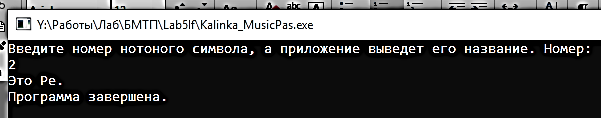 Y:\Работы\Лаб\БМТП\Lab5If\Kalinka_MusicPas.exe
Введите номер нотоного символа, а приложение выведет его название. Номер:
2
Это Ре.
Программа завершена.